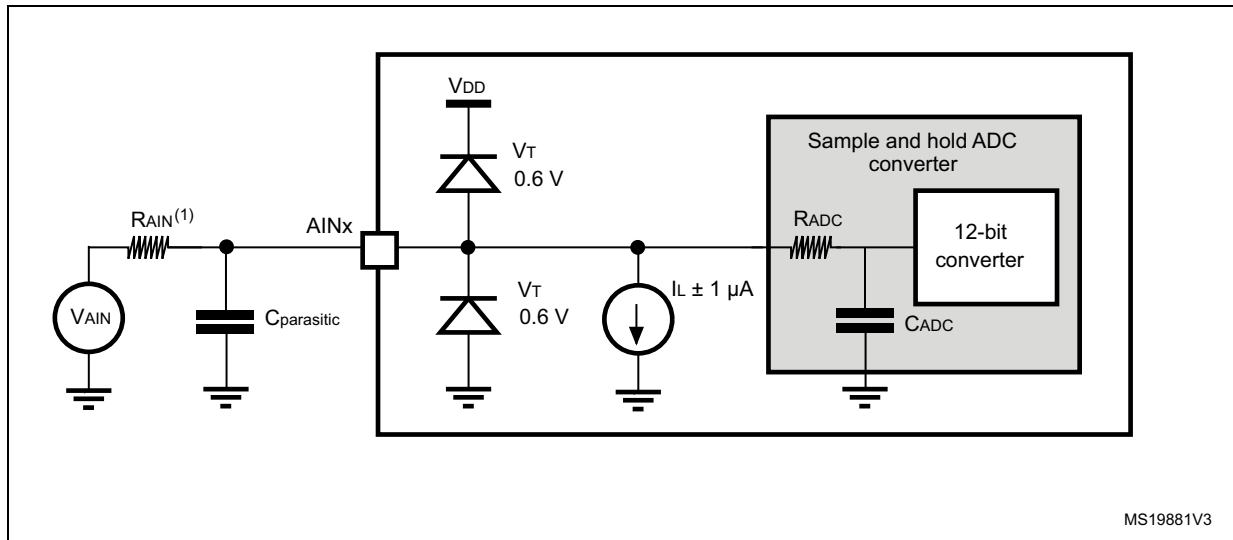 VDD
Sample and hold ADC
converter
VT
0.6 V
RAIN(1)
AINx
RADC
12-bit
converter
VAIN
Cparasitic
VT
0.6 V
IL ± 1 µA
CADC
MS19881V3